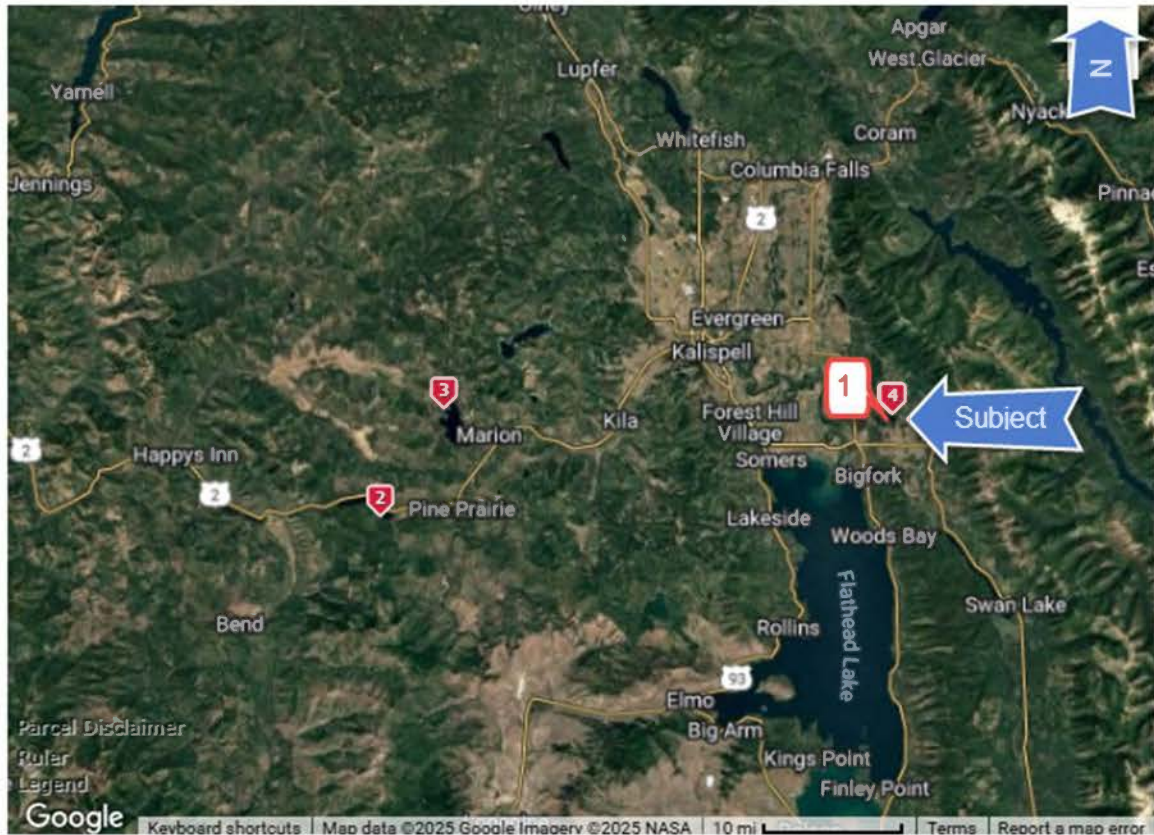 Apgar
West Glacier
N
Lupfer
Yarnell
Nyack
Coram
Whitefish
Columbia Falls
Jennings
2
Evergreen
Kalispell
1
3
4
Forest Hill
Village
Subject
Kila
Marion
2
Happys Inn
Somers
Bigfork
2
2
Pine Prairie
Lakeside
Woods Bay
Flathead Lake
Swan Lake
Bend
Rollins
93
Elmo
Big Arm
Parcel Disclaimer
Ruler
Legend
Kings Point
Finley Point
Google
Keyboard shortcuts Map data ©2025 Google Imagery ©2025 NASA 10 mi Terms Report a map error